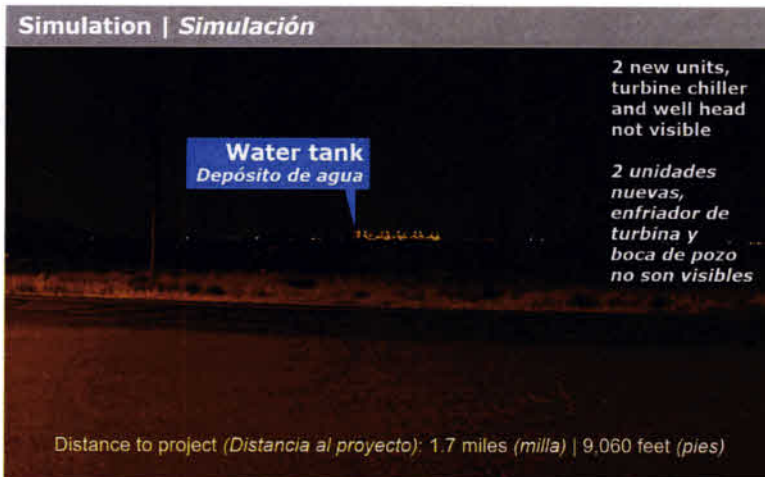 Simulation | Simulación
2 new units,
turbine chiller
and well head
not visible
Water tank
Depósito de agua
2 unidades
nuevas,
enfriador de
turbina y
boca de pozo
no son visibles
Distance to project (Distancia al proyecto): 1.7 miles (milla) | 9,060 feet (pies)